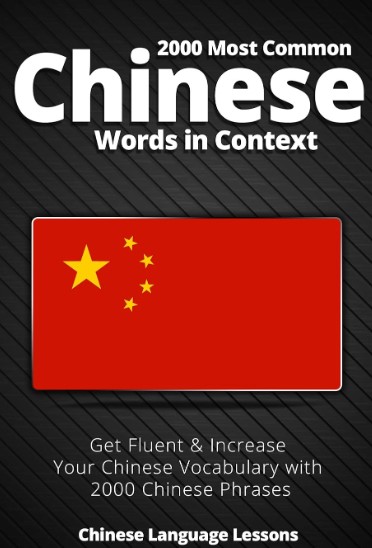 2000 Most Common
Chinese
Words in Context
Get Fluent & Increase
Your Chinese Vocabulary with
2000 Chinese Phrases
Chinese Language Lessons